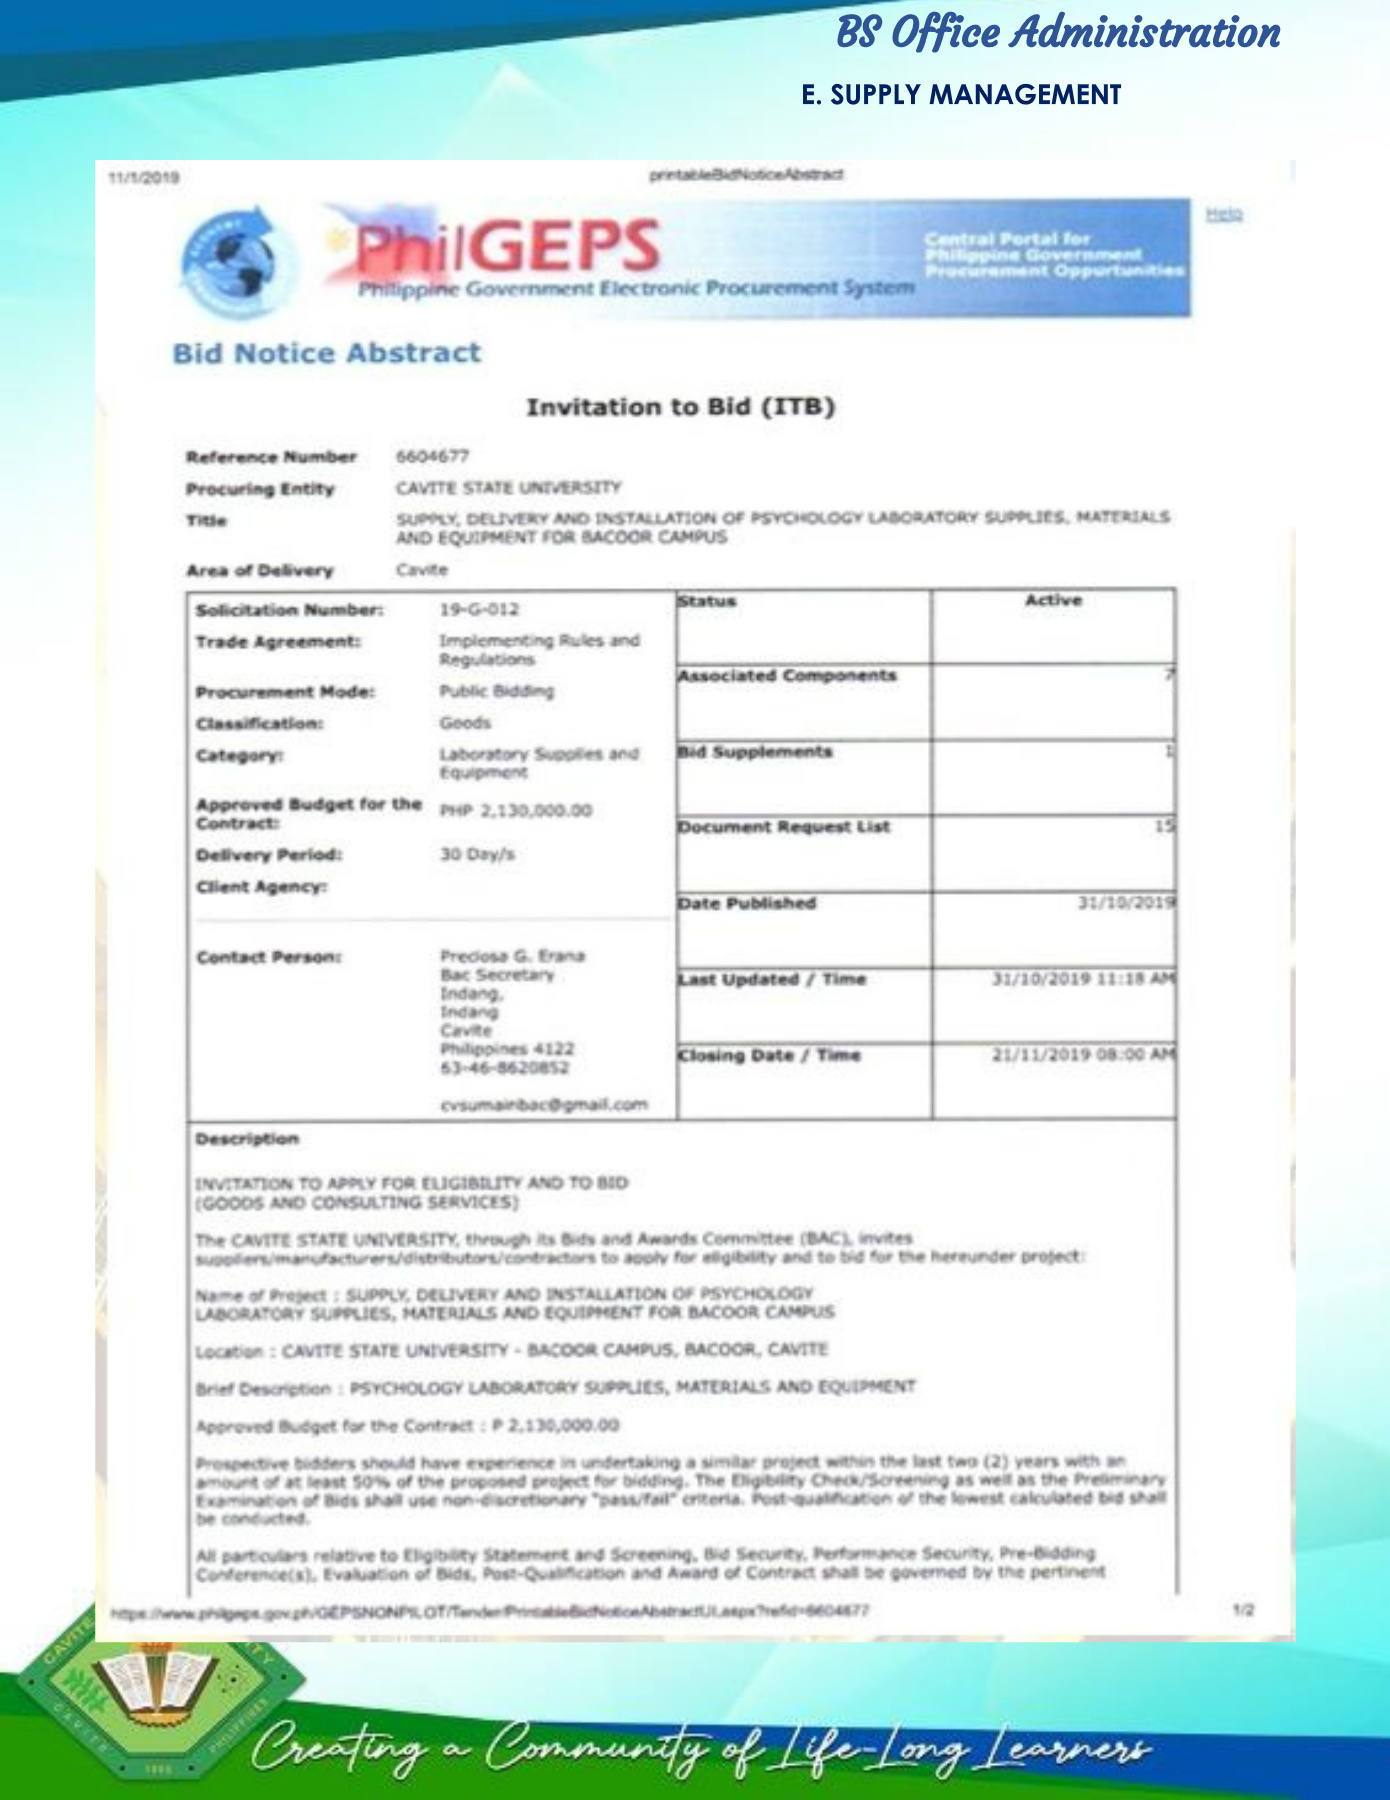 BS Office Administration
E. SUPPLY MANAGEMENT
11/1/2019
printableBidNoticeAbstract
Help
PhilGEPS
Philippine Government Electronic Procurement System
Central Portal for
Philippine Government
Procurement Opportunities
Bid Notice Abstract
Invitation to Bid (ITB)
Reference Number 6604677
Procuring Entity CAVITE STATE UNIVERSITY
Title SUPPLY, DELIVERY AND INSTALLATION OF PSYCHOLOGY LABORATORY SUPPLIES, MATERIALS
AND EQUIPMENT FOR BACOOR CAMPUS
Area of Delivery Cavite
Solicitation Number: 19-G-012
Trade Agreement: Implementing Rules and
Regulations
Procurement Mode: Public Bidding
Classification: Goods
Category: Laboratory Supplies and
Equipment
Approved Budget for the
Contract: PHP 2,130,000.00
Delivery Period: 30 Day/s
Client Agency:
Contact Person: Preciosa G. Erana
Bac Secretary
Indang,
Indang
Cavite
Philippines 4122
63-46-8620852
cvsumainbac@gmail.com
Status Active
Associated Components 7
Bid Supplements 1
Document Request List 15
Date Published 31/10/2019
Last Updated / Time 31/10/2019 11:18 AM
Closing Date / Time 21/11/2019 08:00 AM
Description
INVITATION TO APPLY FOR ELIGIBILITY AND TO BID
(GOODS AND CONSULTING SERVICES)
The CAVITE STATE UNIVERSITY, through its Bids and Awards Committee (BAC), invites
suppliers/manufacturers/distributors/contractors to apply for eligibility and to bid for the hereunder project:
Name of Project : SUPPLY, DELIVERY AND INSTALLATION OF PSYCHOLOGY
LABORATORY SUPPLIES, MATERIALS AND EQUIPMENT FOR BACOOR CAMPUS
Location : CAVITE STATE UNIVERSITY - BACOOR CAMPUS, BACOOR, CAVITE
Brief Description : PSYCHOLOGY LABORATORY SUPPLIES, MATERIALS AND EQUIPMENT
Approved Budget for the Contract : P 2,130,000.00
Prospective bidders should have experience in undertaking a similar project within the last two (2) years with an
amount of at least 50% of the proposed project for bidding. The Eligibility Check/Screening as well as the Preliminary
Examination of Bids shall use non-discretionary "pass/fail" criteria. Post-qualification of the lowest calculated bid shall
be conducted.
All particulars relative to Eligibility Statement and Screening, Bid Security, Performance Security, Pre-Bidding
Conference(s), Evaluation of Bids, Post-Qualification and Award of Contract shall be governed by the pertinent
https://www.philgeps.gov.ph/GEPSNONPILOT/Tender/PrintableBidNoticeAbstractUI.aspx?refid=6604677
1/2
CAVITE
CAVITE
PHILIPPINES
1906
Creating a Community of Life-Long Learners